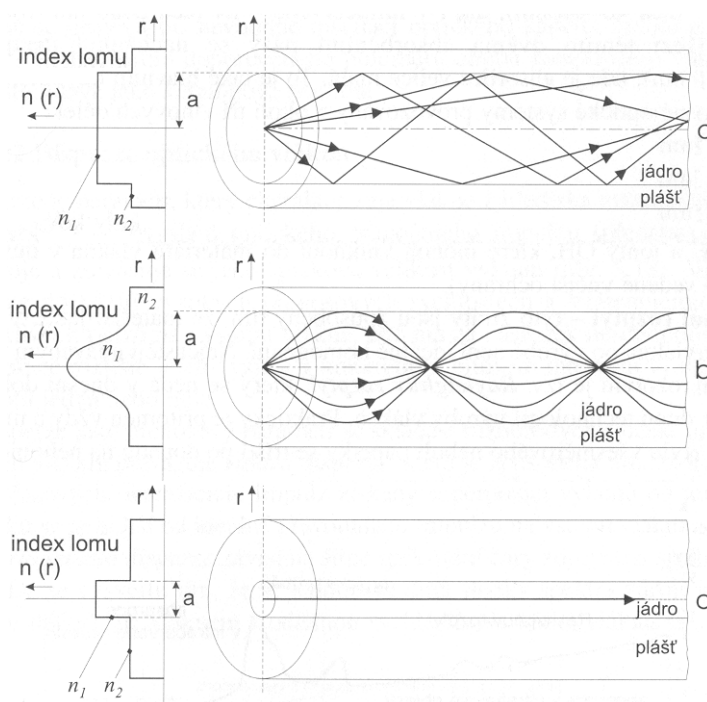 r
r
index lomu
n (r)
a
n₁
n₂
jádro
plášť
r
r
index lomu
n₂
n (r)
n₁
a
b
jádro
plášť
r
r
index lomu
n (r)
a
jádro
plášť
n₁
n₂